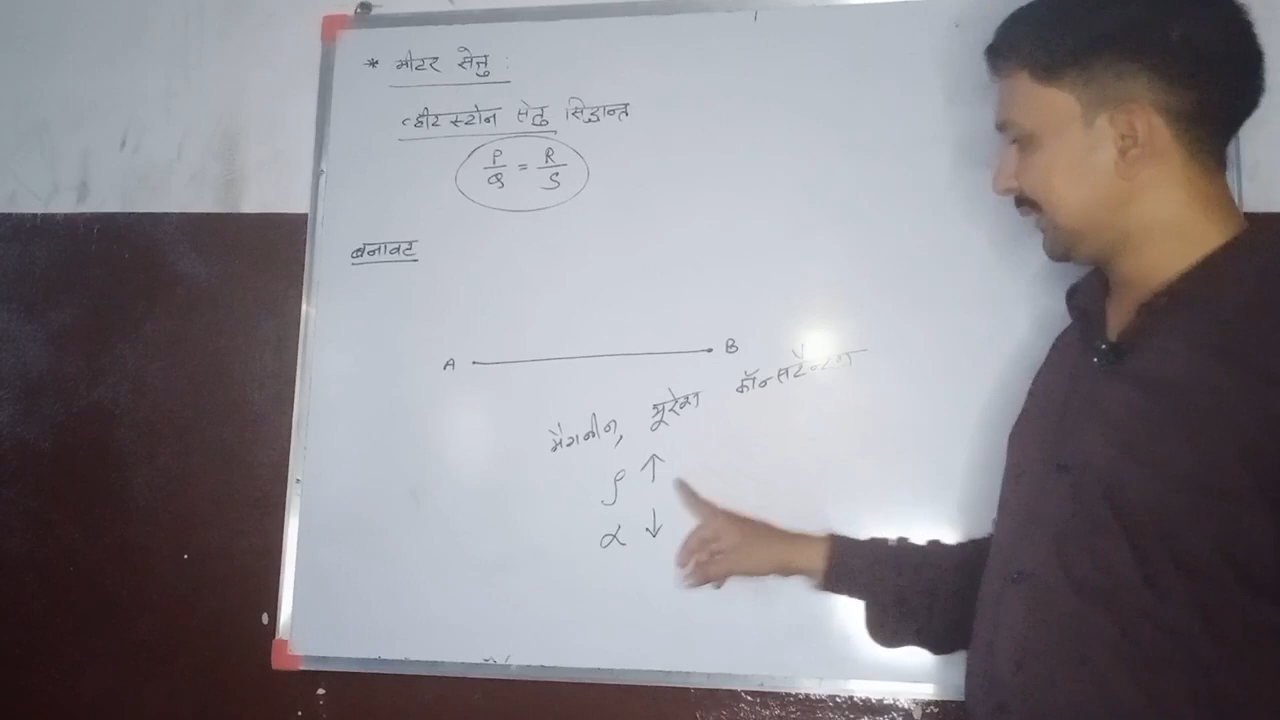 * मीटर सेतु :
व्हीटस्टोन सेतु सिद्धान्त
P/Q = R/S
बनावट
A B
मैगनीन, यूरेका कॉन्सटैन्टन
ρ ↑
α ↓